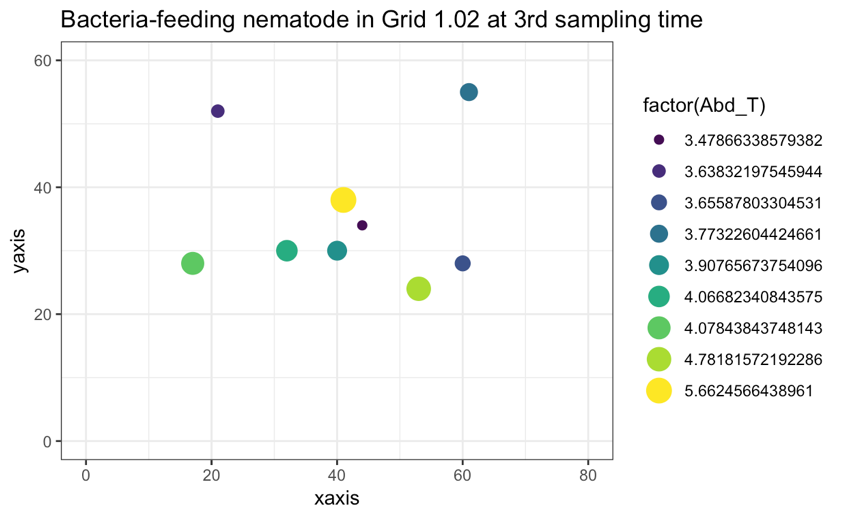 Bacteria-feeding nematode in Grid 1.02 at 3rd sampling time
60
40
20
0
yaxis
0 20 40 60 80
xaxis
factor(Abd_T)
3.47866338579382
3.63832197545944
3.65587803304531
3.77322604424661
3.90765673754096
4.06682340843575
4.07843843748143
4.78181572192286
5.6624566438961